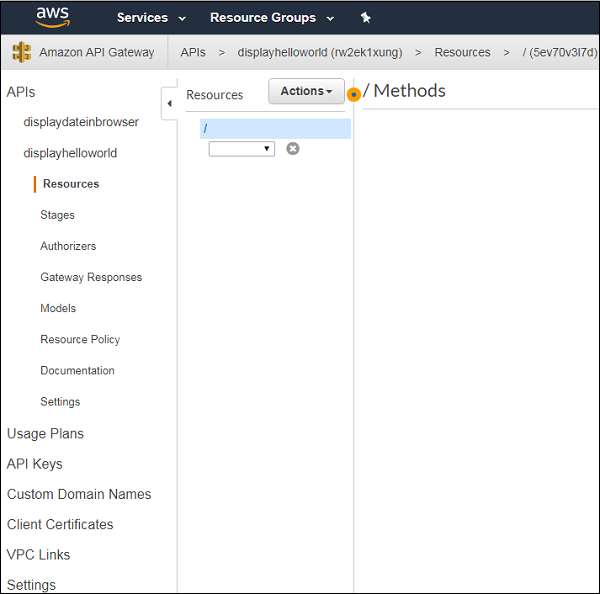 aws Services Resource Groups
Amazon API Gateway APIs > displayhelloworld (rw2ek1xung) > Resources > / (5ev70v3l7d)
APIs
displaydateinbrowser
displayhelloworld
Resources
Stages
Authorizers
Gateway Responses
Models
Resource Policy
Documentation
Settings
Usage Plans
API Keys
Custom Domain Names
Client Certificates
VPC Links
Settings
Resources Actions
/
/ Methods